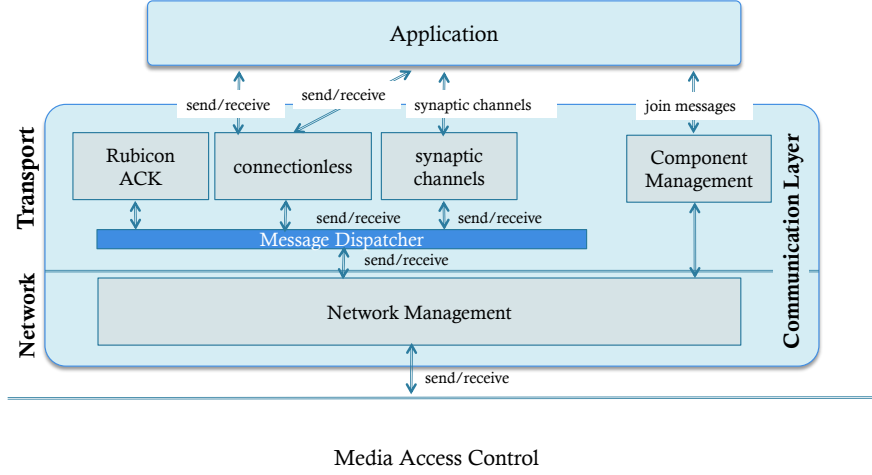 Application
send/receive
send/receive
synaptic channels
join messages
Transport
Rubicon
ACK
connectionless
synaptic
channels
Component
Management
Communication Layer
send/receive
send/receive
Message Dispatcher
send/receive
Network
Network Management
send/receive
Media Access Control